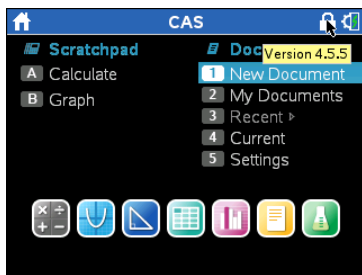 CAS
Scratchpad
A Calculate
B Graph
Doc
Version 4.5.5
1 New Document
2 My Documents
3 Recent ▸
4 Current
5 Settings